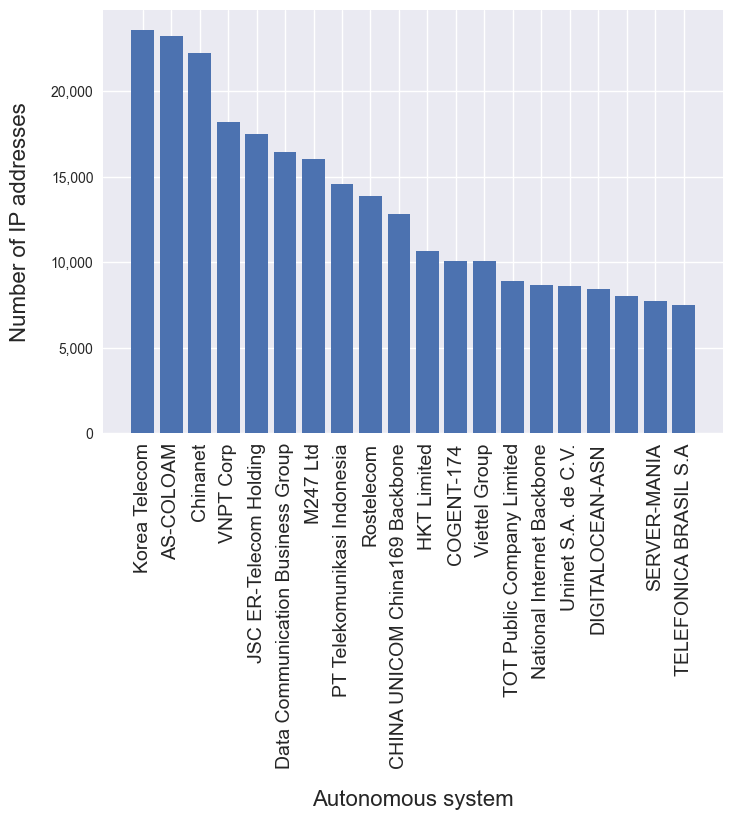 Number of IP addresses
20,000
15,000
10,000
5,000
0
Korea Telecom
AS-COLOAM
Chinanet
VNPT Corp
JSC ER-Telecom Holding
Data Communication Business Group
M247 Ltd
PT Telekomunikasi Indonesia
Rostelecom
CHINA UNICOM China169 Backbone
HKT Limited
COGENT-174
Viettel Group
TOT Public Company Limited
National Internet Backbone
Uninet S.A. de C.V.
DIGITALOCEAN-ASN
SERVER-MANIA
TELEFONICA BRASIL S.A
Autonomous system